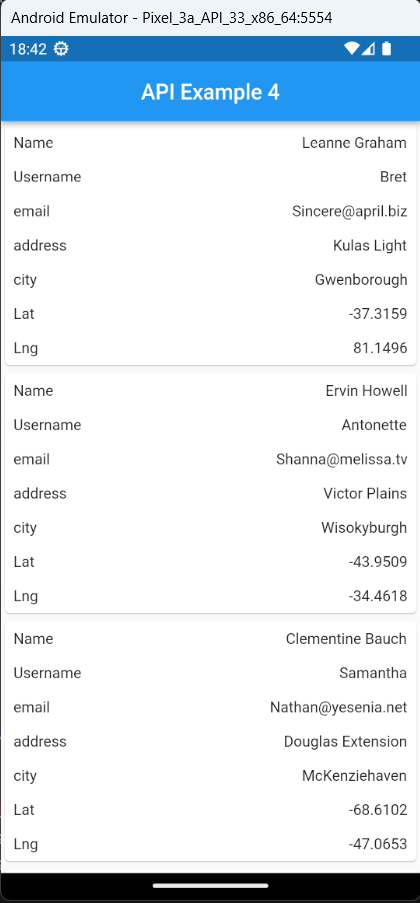 Android Emulator - Pixel_3a_API_33_x86_64:5554
18:42
API Example 4
Name Leanne Graham
Username Bret
email Sincere@april.biz
address Kulas Light
city Gwenborough
Lat -37.3159
Lng 81.1496
Name Ervin Howell
Username Antonette
email Shanna@melissa.tv
address Victor Plains
city Wisokyburgh
Lat -43.9509
Lng -34.4618
Name Clementine Bauch
Username Samantha
email Nathan@yesenia.net
address Douglas Extension
city McKenziehaven
Lat -68.6102
Lng -47.0653